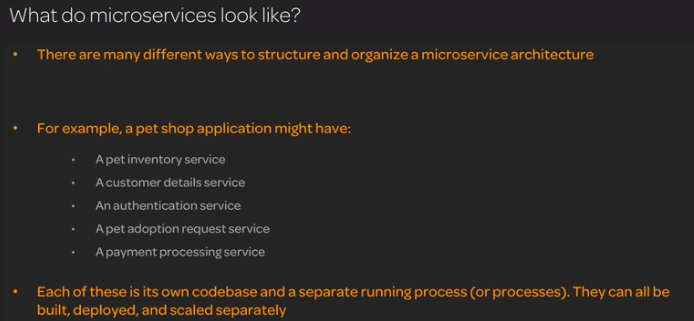 What do microservices look like?
• There are many different ways to structure and organize a microservice architecture
• For example, a pet shop application might have:
• A pet inventory service
• A customer details service
• An authentication service
• A pet adoption request service
• A payment processing service
• Each of these is its own codebase and a separate running process (or processes). They can all be
built, deployed, and scaled separately